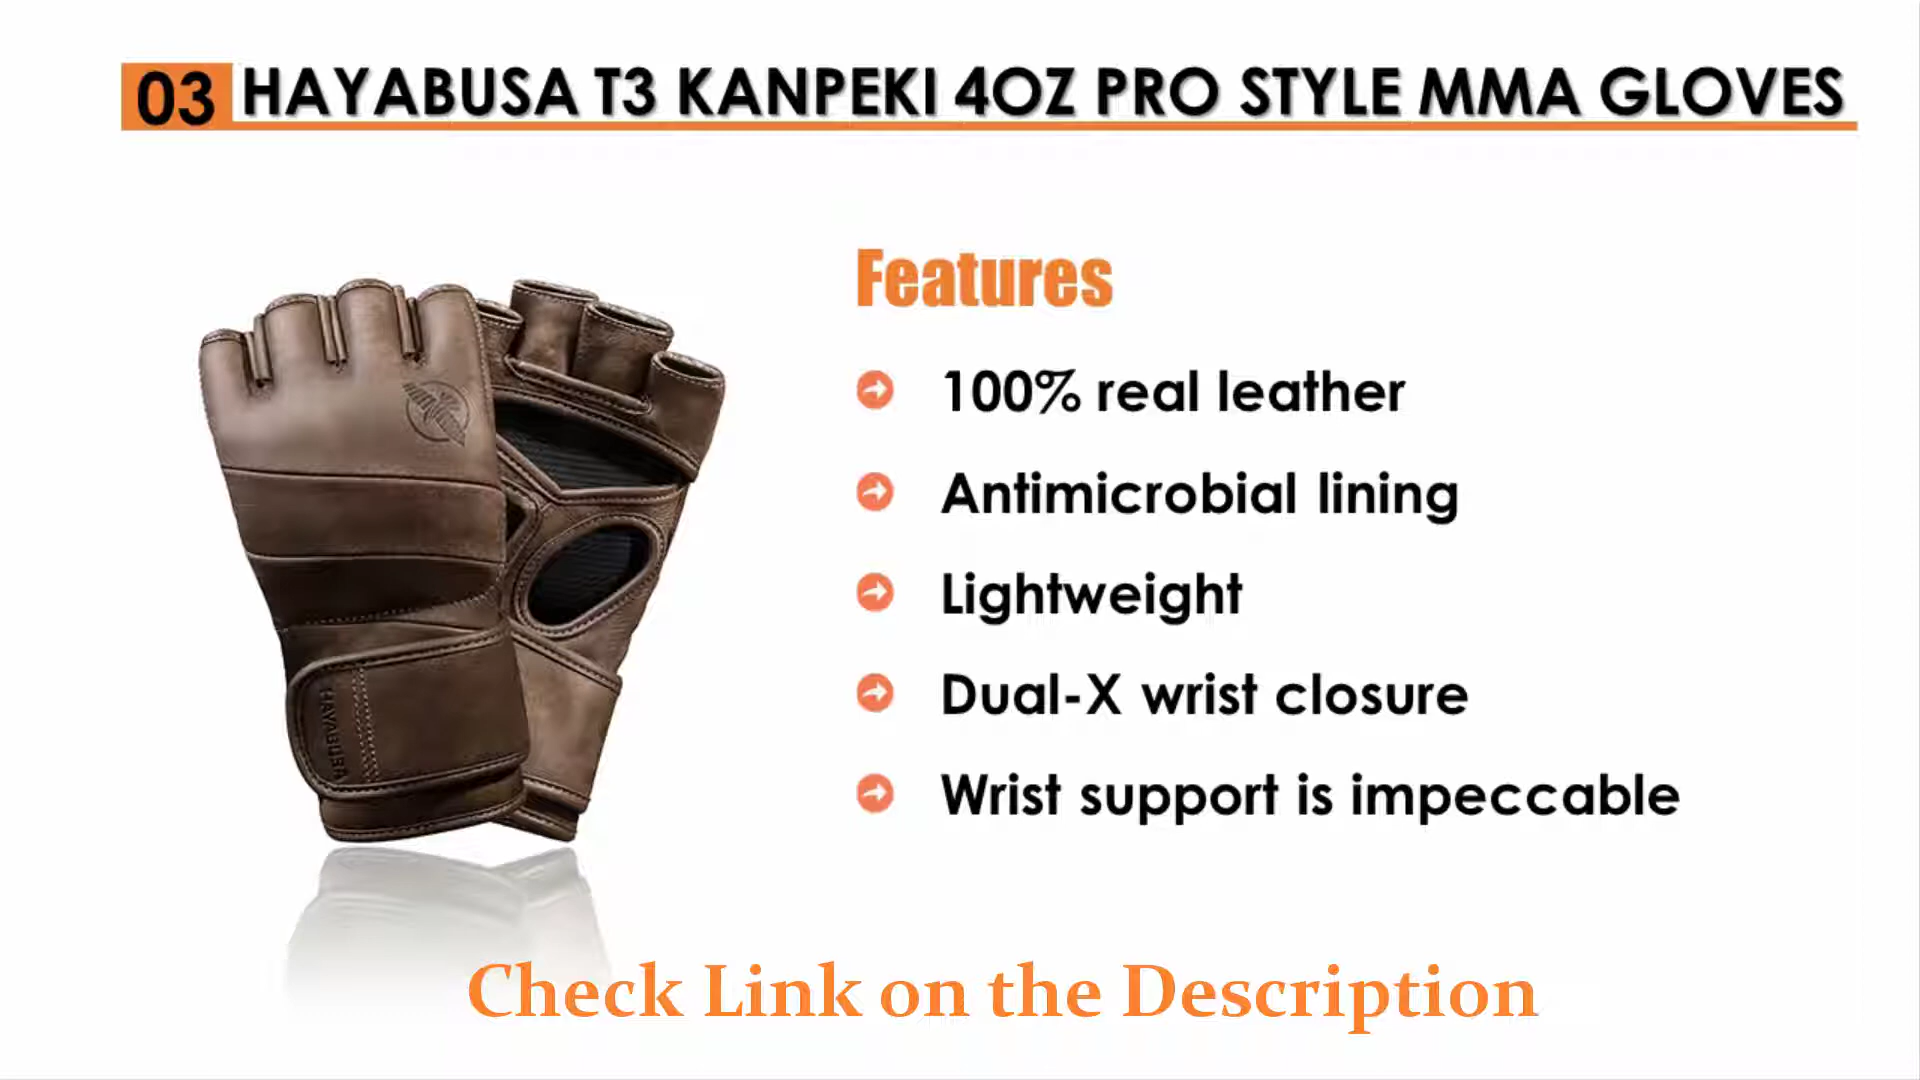 03 HAYABUSA T3 KANPEKI 4OZ PRO STYLE MMA GLOVES
Features
100% real leather
Antimicrobial lining
Lightweight
Dual-X wrist closure
Wrist support is impeccable
HAYABUSA
Check Link on the Description